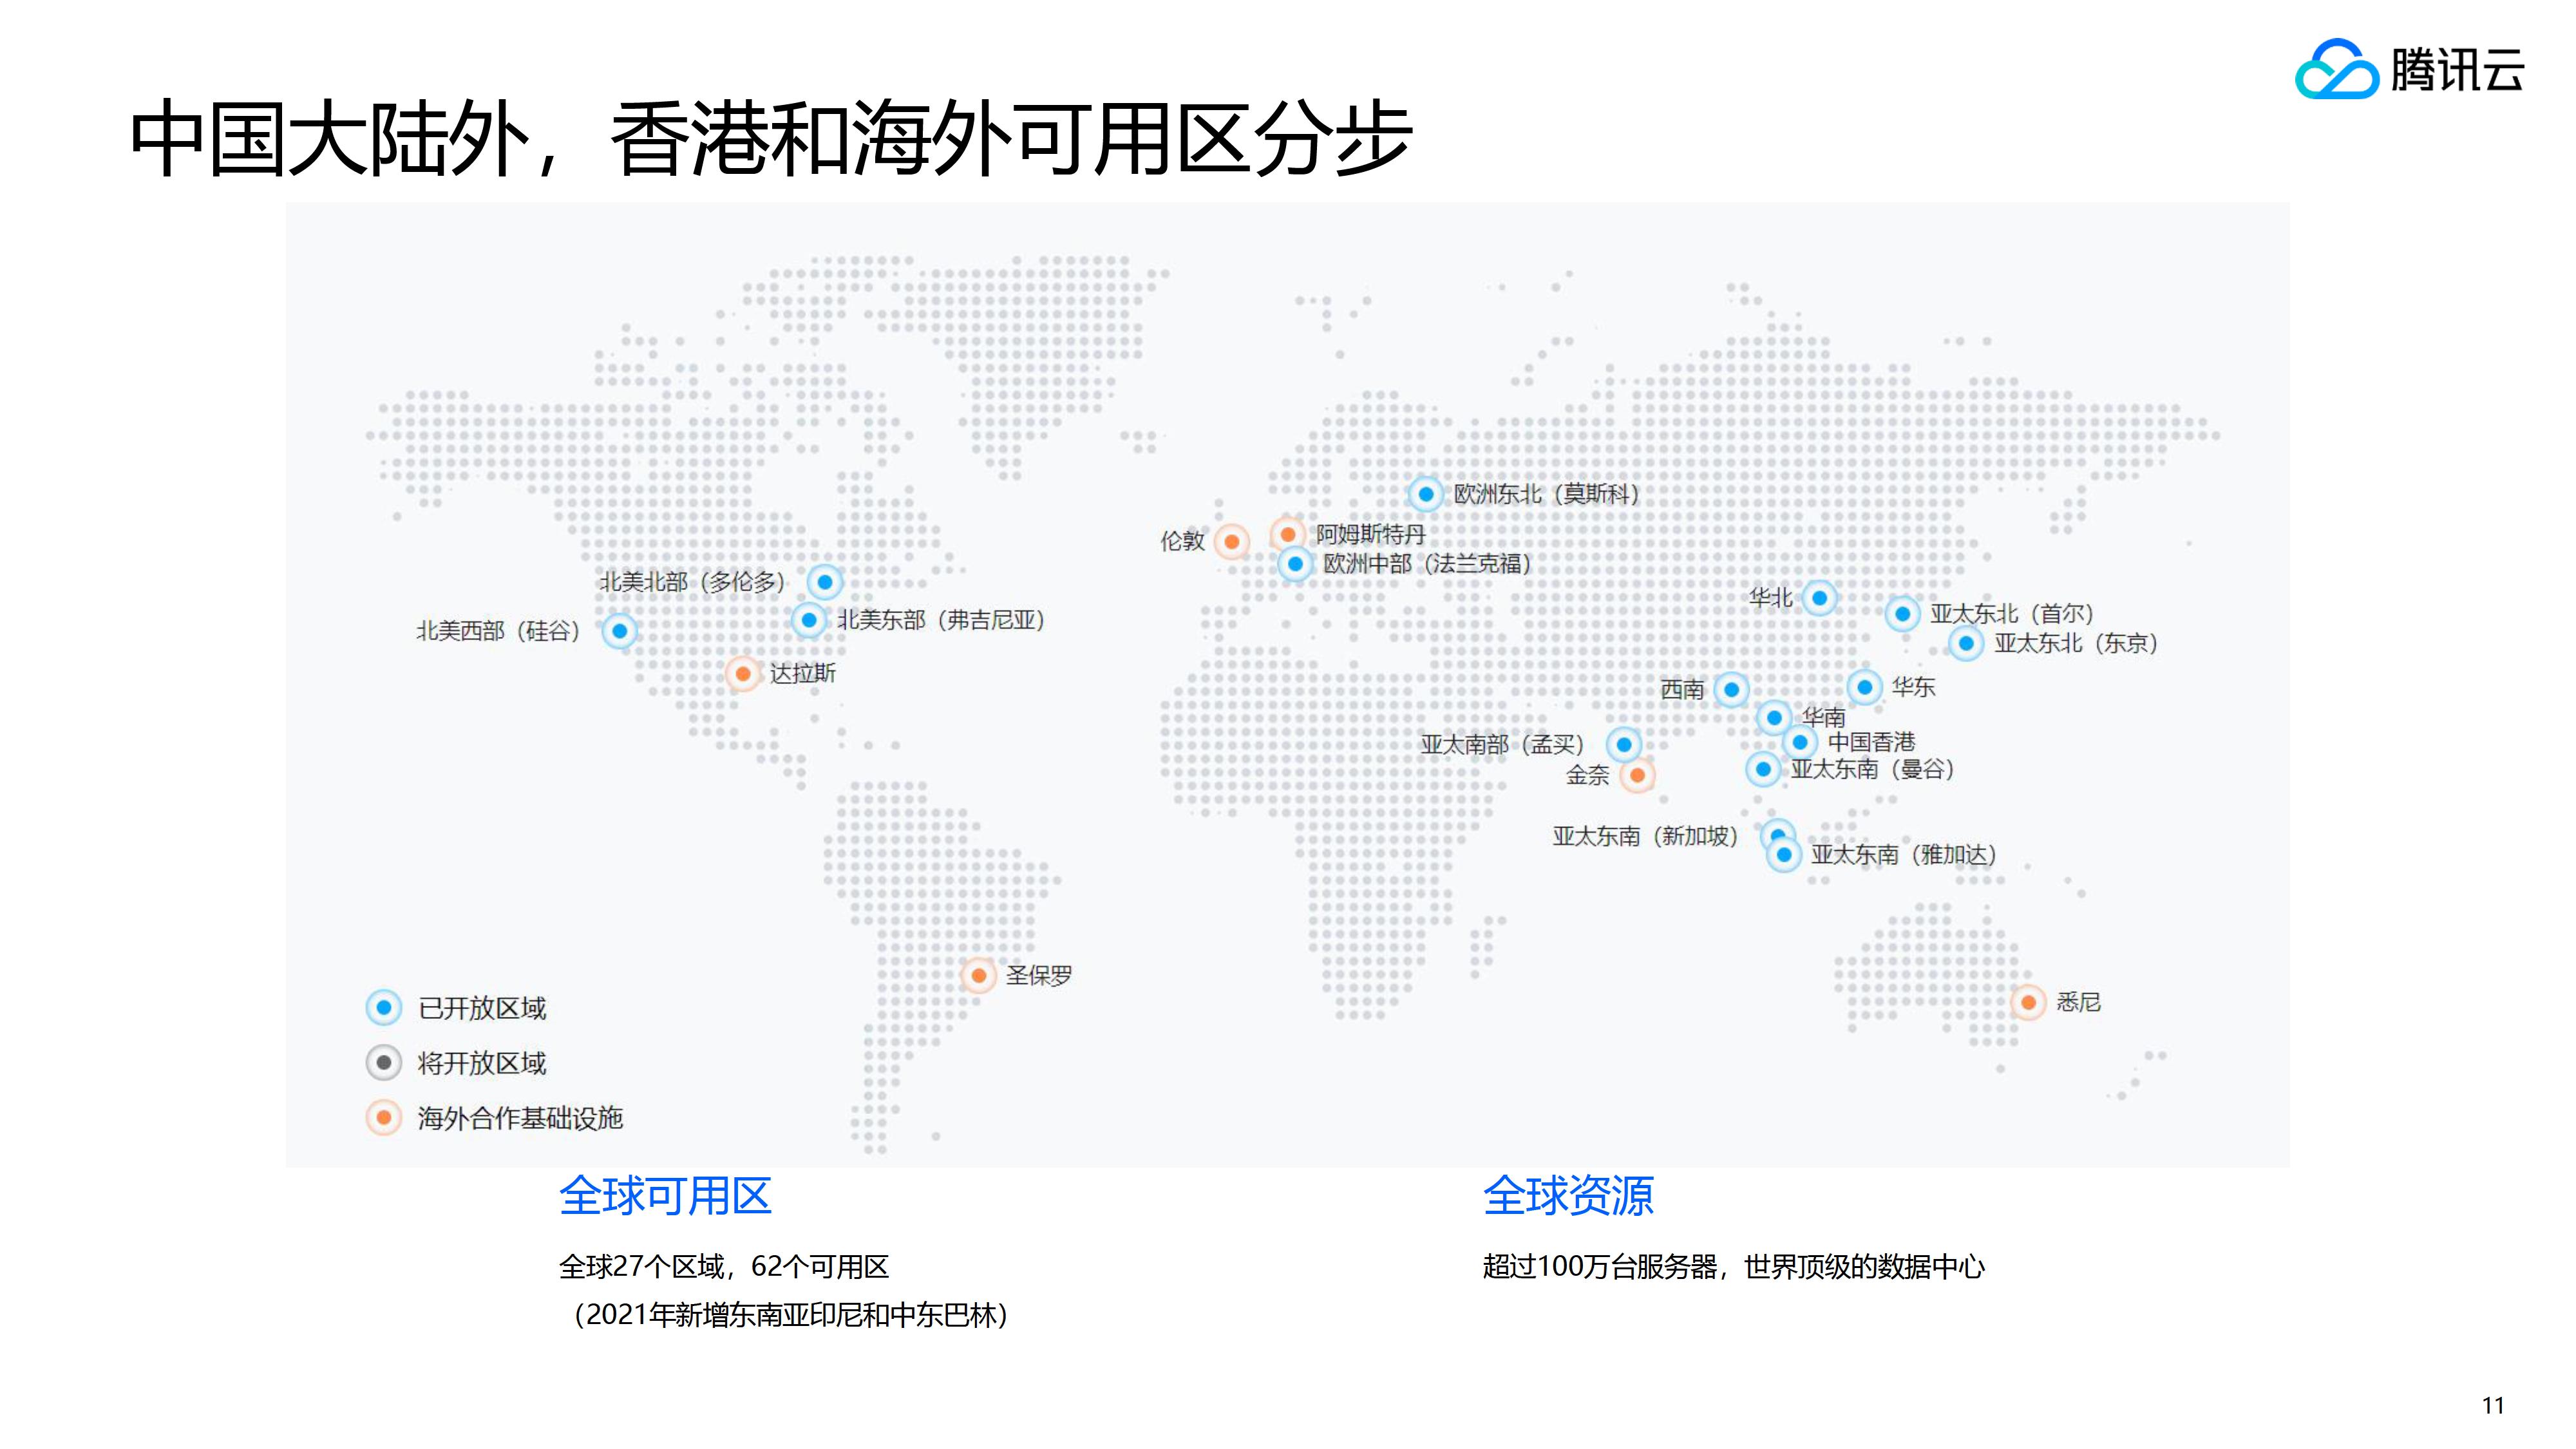 腾讯云
中国大陆外，香港和海外可用区分步
欧洲东北（莫斯科）
伦敦
阿姆斯特丹
欧洲中部（法兰克福）
北美北部（多伦多）
北美东部（弗吉尼亚）
北美西部（硅谷）
达拉斯
华北
亚太东北（首尔）
亚太东北（东京）
西南
华东
华南
中国香港
亚太南部（孟买）
金奈
亚太东南（曼谷）
亚太东南（新加坡）
亚太东南（雅加达）
圣保罗
悉尼
已开放区域
将开放区域
海外合作基础设施
全球可用区
全球27个区域，62个可用区
（2021年新增东南亚印尼和中东巴林）
全球资源
超过100万台服务器，世界顶级的数据中心
11